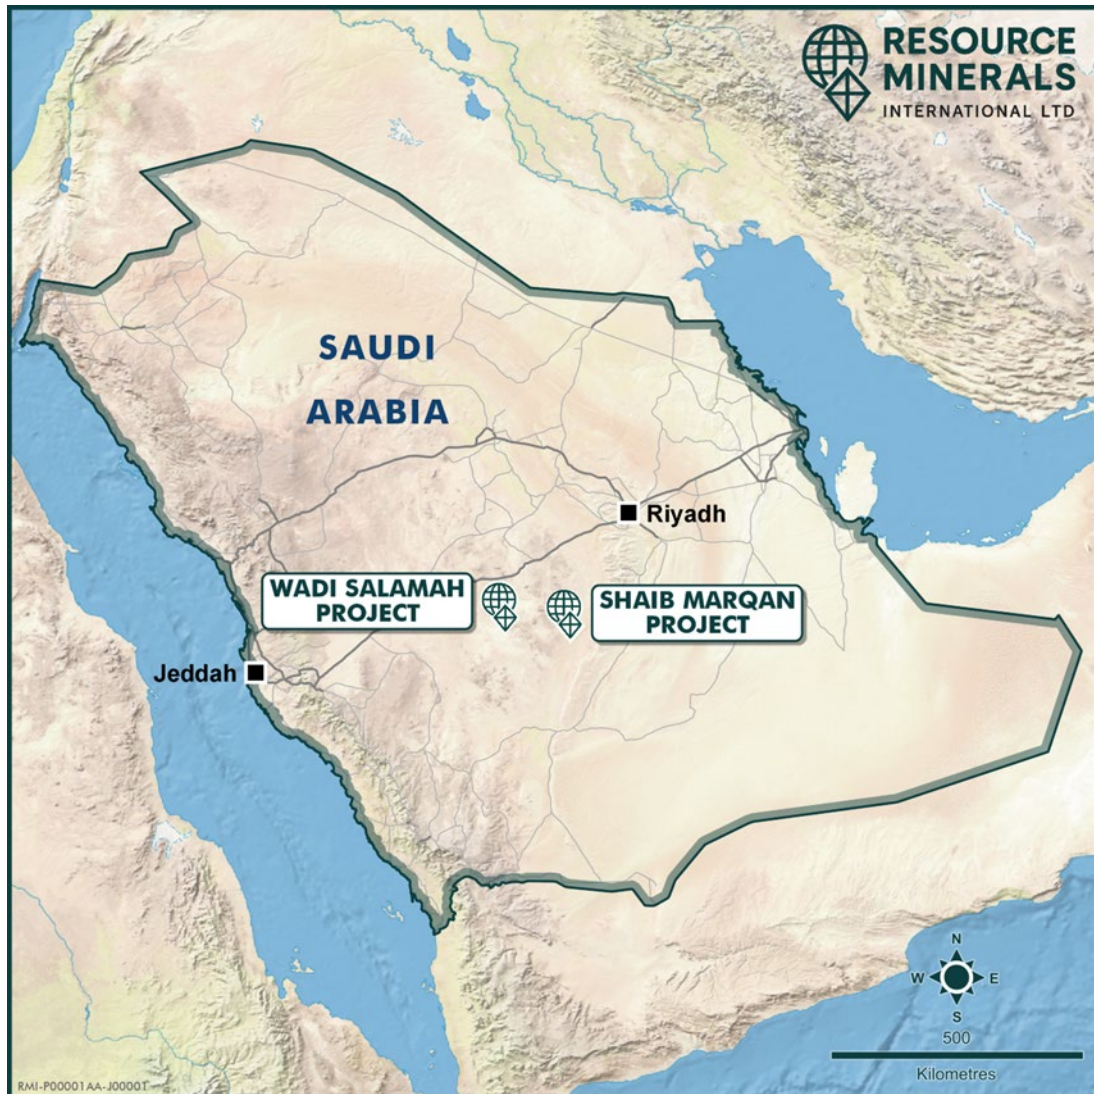 RESOURCE
MINERALS
INTERNATIONAL LTD
SAUDI
ARABIA
Riyadh
WADI SALAMAH
PROJECT
SHAIB MARQAN
PROJECT
Jeddah
N
W E
S
500
Kilometres
RMI-P00001AA-J0000T